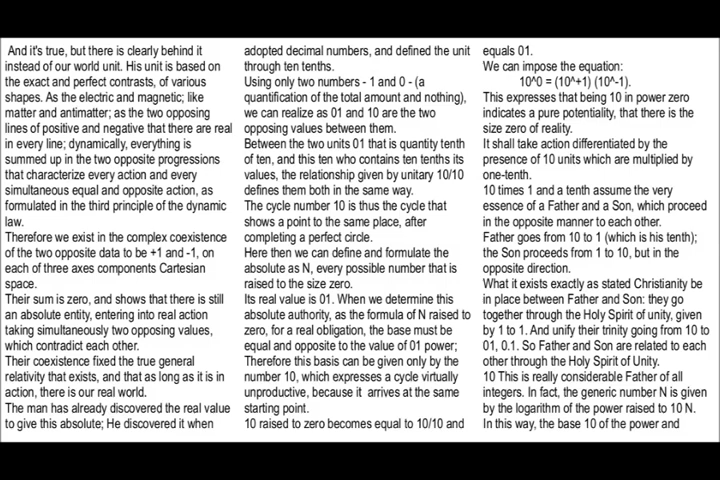 And it's true, but there is clearly behind it
instead of our world unit. His unit is based on
the exact and perfect contrasts, of various
shapes. As the electric and magnetic; like
matter and antimatter; as the two opposing
lines of positive and negative that there are real
in every line; dynamically, everything is
summed up in the two opposite progressions
that characterize every action and every
simultaneous equal and opposite action, as
formulated in the third principle of the dynamic
law.
Therefore we exist in the complex coexistence
of the two opposite data to be +1 and -1, on
each of three axes components Cartesian
space.
Their sum is zero, and shows that there is still
an absolute entity, entering into real action
taking simultaneously two opposing values,
which contradict each other.
Their coexistence fixed the true general
relativity that exists, and that as long as it is in
action, there is our real world.
The man has already discovered the real value
to give this absolute; He discovered it when
adopted decimal numbers, and defined the unit
through ten tenths.
Using only two numbers - 1 and 0 - (a
quantification of the total amount and nothing),
we can realize as 01 and 10 are the two
opposing values between them.
Between the two units 01 that is quantity tenth
of ten, and this ten who contains ten tenths its
values, the relationship given by unitary 10/10
defines them both in the same way.
The cycle number 10 is thus the cycle that
shows a point to the same place, after
completing a perfect circle.
Here then we can define and formulate the
absolute as N, every possible number that is
raised to the size zero.
Its real value is 01. When we determine this
absolute authority, as the formula of N raised to
zero, for a real obligation, the base must be
equal and opposite to the value of 01 power;
Therefore this basis can be given only by the
number 10, which expresses a cycle virtually
unproductive, because it arrives at the same
starting point.
10 raised to zero becomes equal to 10/10 and
equals 01.
We can impose the equation:
10^0 = (10^+1) (10^-1).
This expresses that being 10 in power zero
indicates a pure potentiality, that there is the
size zero of reality.
It shall take action differentiated by the
presence of 10 units which are multiplied by
one-tenth.
10 times 1 and a tenth assume the very
essence of a Father and a Son, which proceed
in the opposite manner to each other.
Father goes from 10 to 1 (which is his tenth);
the Son proceeds from 1 to 10, but in the
opposite direction.
What it exists exactly as stated Christianity be
in place between Father and Son: they go
together through the Holy Spirit of unity, given
by 1 to 1. And unify their trinity going from 10 to
01, 0.1. So Father and Son are related to each
other through the Holy Spirit of Unity.
10 This is really considerable Father of all
integers. In fact, the generic number N is given
by the logarithm of the power raised to 10 N.
In this way, the base 10 of the power and